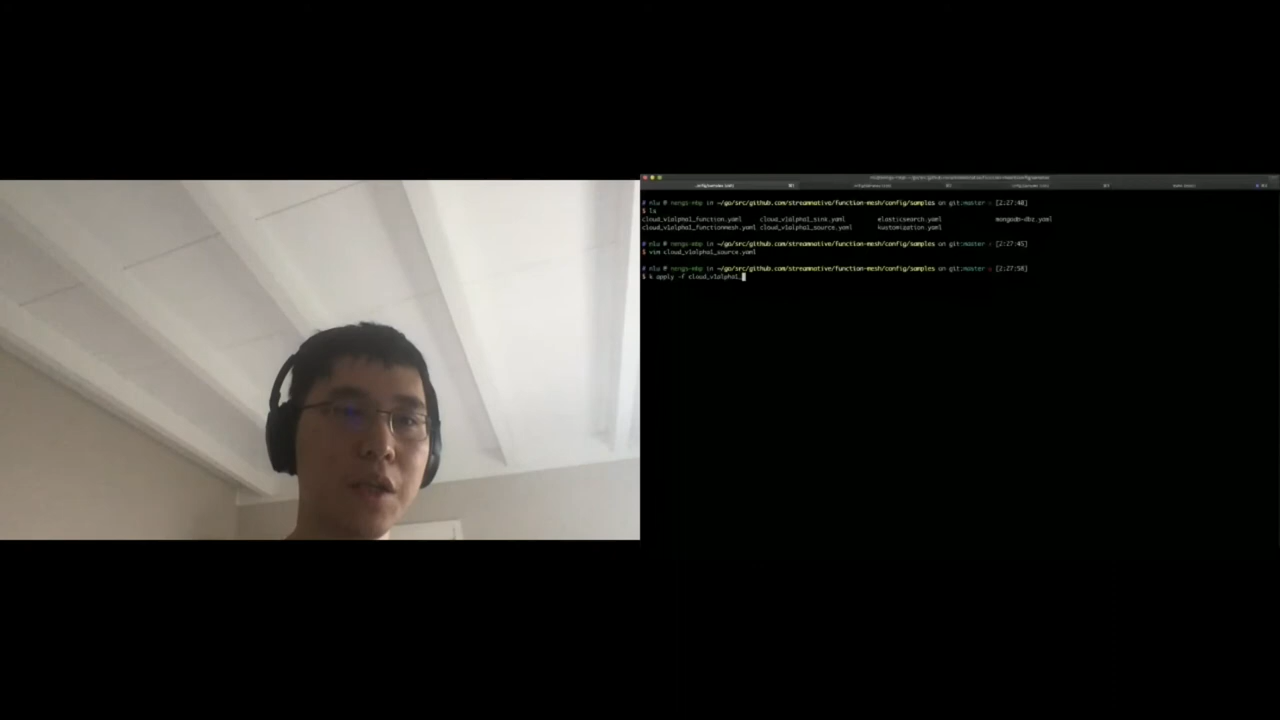 # nlu @ nengs-mbp in ~/go/src/github.com/streamnative/function-mesh/config/samples on git:master x [2:27:40]
$ ls
cloud_v1alpha1_function.yaml cloud_v1alpha1_sink.yaml elasticsearch.yaml mongodb-dbz.yaml
cloud_v1alpha1_functionmesh.yaml cloud_v1alpha1_source.yaml kustomization.yaml
# nlu @ nengs-mbp in ~/go/src/github.com/streamnative/function-mesh/config/samples on git:master x [2:27:45]
$ vim cloud_v1alpha1_source.yaml
# nlu @ nengs-mbp in ~/go/src/github.com/streamnative/function-mesh/config/samples on git:master x [2:27:56]
$ k apply -f cloud_v1alpha1_